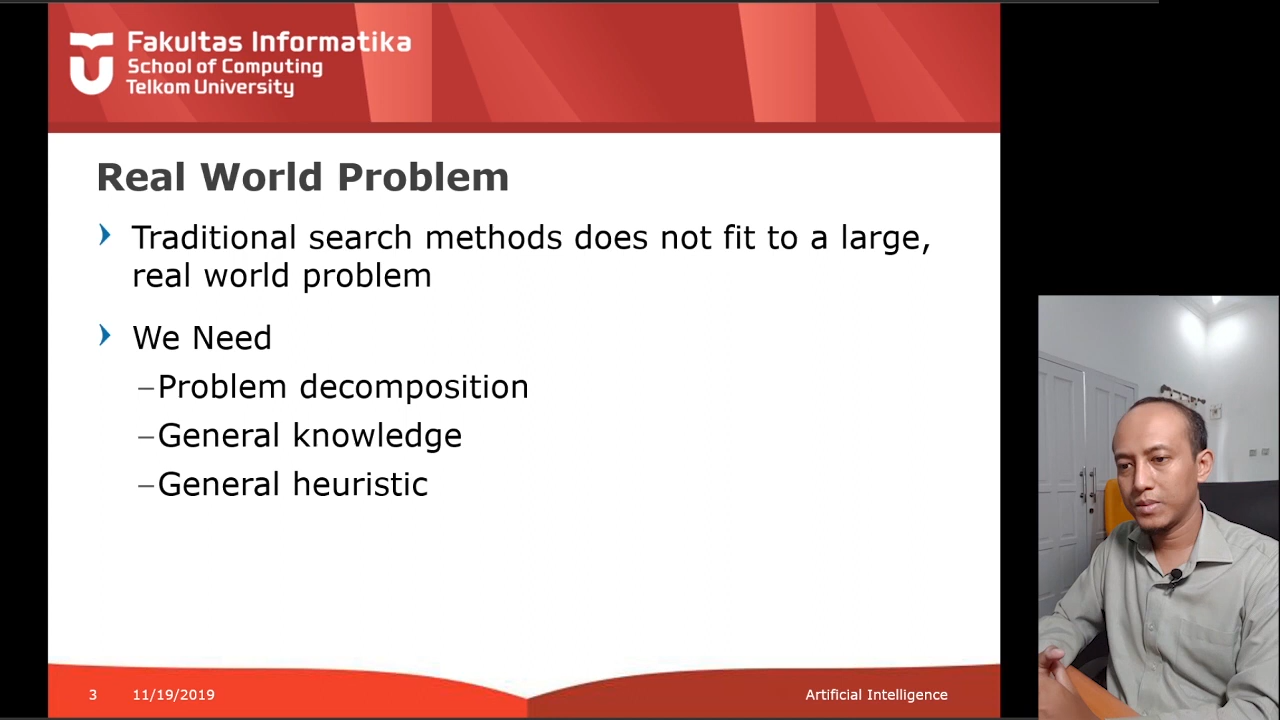 Fakultas Informatika
School of Computing
Telkom University
Real World Problem
Traditional search methods does not fit to a large,
real world problem
We Need
–Problem decomposition
–General knowledge
–General heuristic
3 11/19/2019 Artificial Intelligence